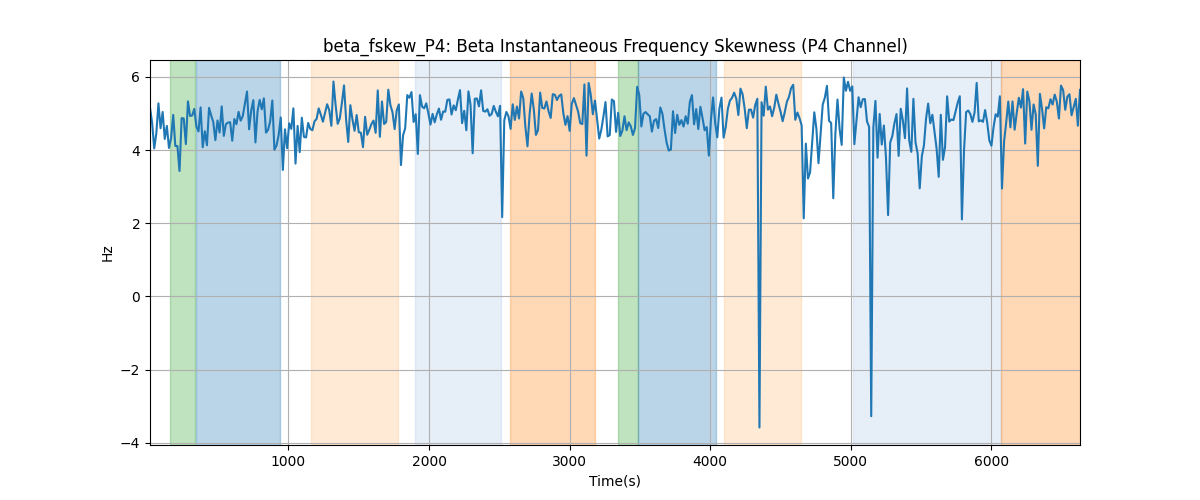 beta_fskew_P4: Beta Instantaneous Frequency Skewness (P4 Channel)
6
4
2
0
−2
−4
Hz
1000 2000 3000 4000 5000 6000
Time(s)